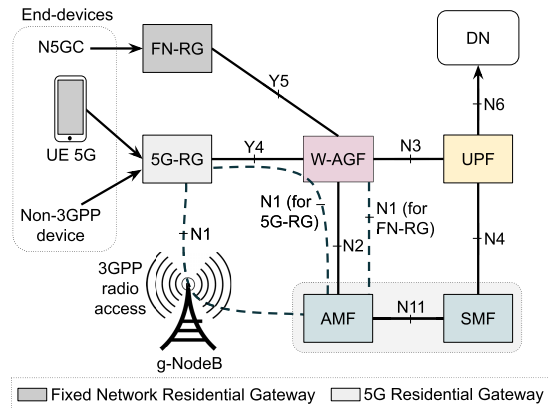 End-devices
N5GC
FN-RG
DN
Y5
N6
UE 5G
5G-RG
Y4
W-AGF
N3
UPF
Non-3GPP
device
N1
N1 (for
5G-RG)
N1 (for
FN-RG)
N2
N4
3GPP
radio
access
AMF
N11
SMF
g-NodeB
Fixed Network Residential Gateway
5G Residential Gateway